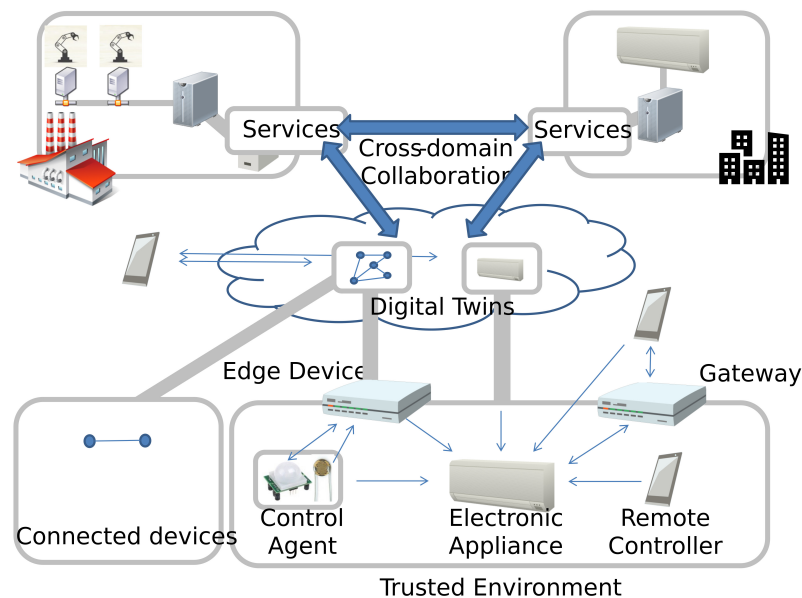 Services
Services
Cross-domain
Collaboration
Digital Twins
Edge Device
Gateway
Connected devices
Control
Agent
Electronic
Appliance
Remote
Controller
Trusted Environment